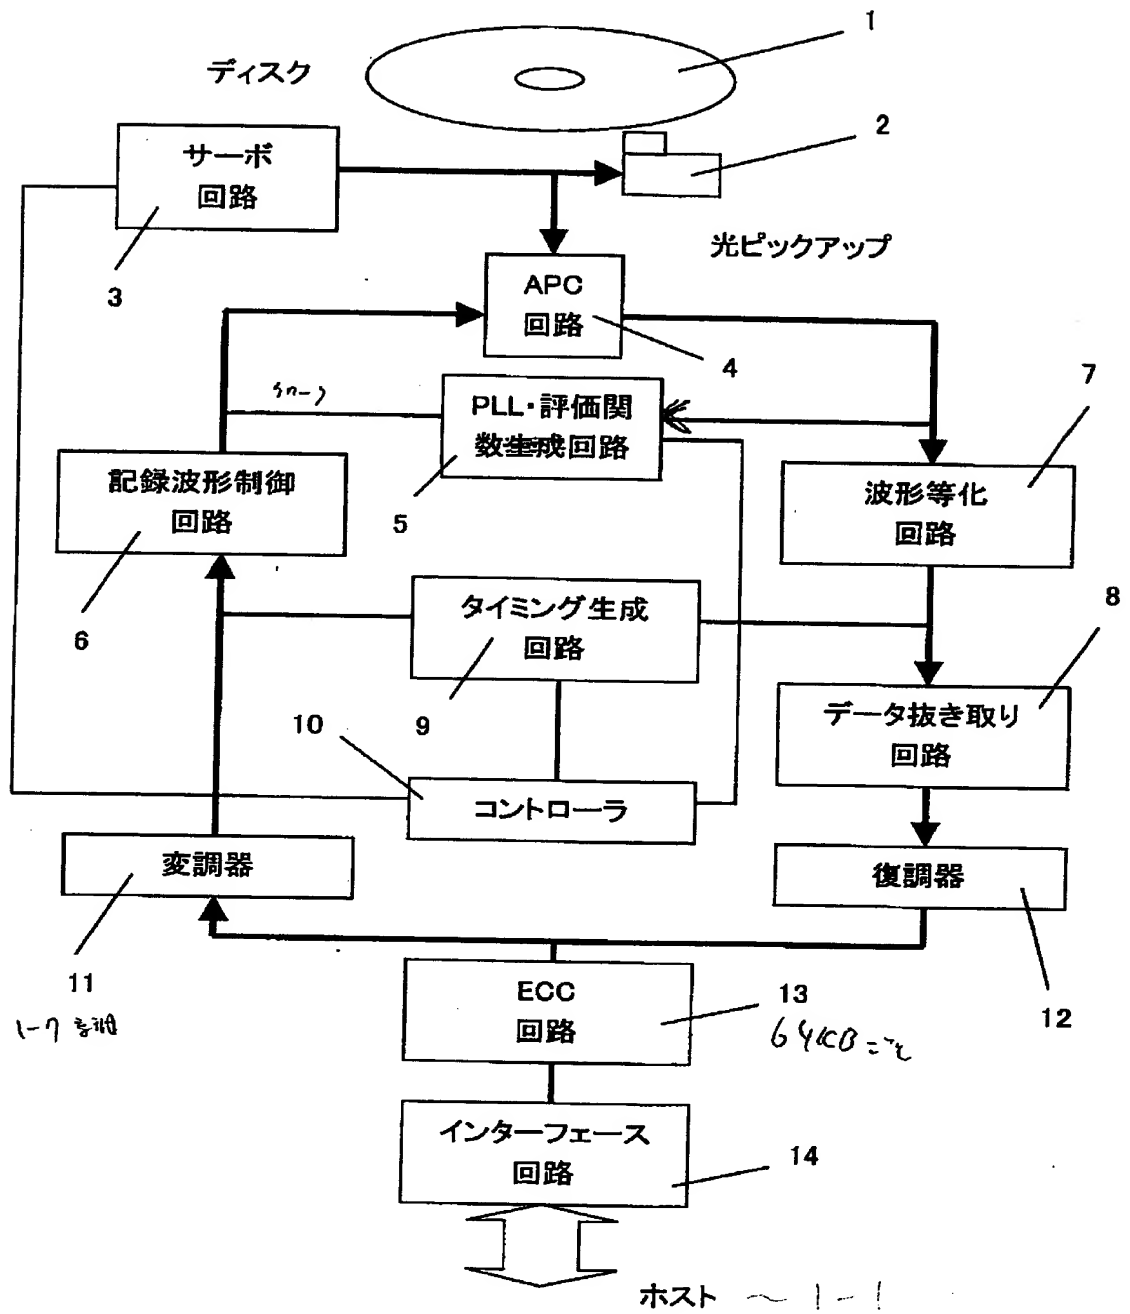 1
ディスク
2
サーボ
回路
3
光ピックアップ
APC
回路
4
7
PLL・評価関
数生成回路
5
記録波形制御
回路
6
波形等化
回路
タイミング生成
回路
9
8
データ抜き取り
回路
10
コントローラ
変調器
11
復調器
12
ECC
回路
13
64KBごと
インターフェース
回路
14
ホスト